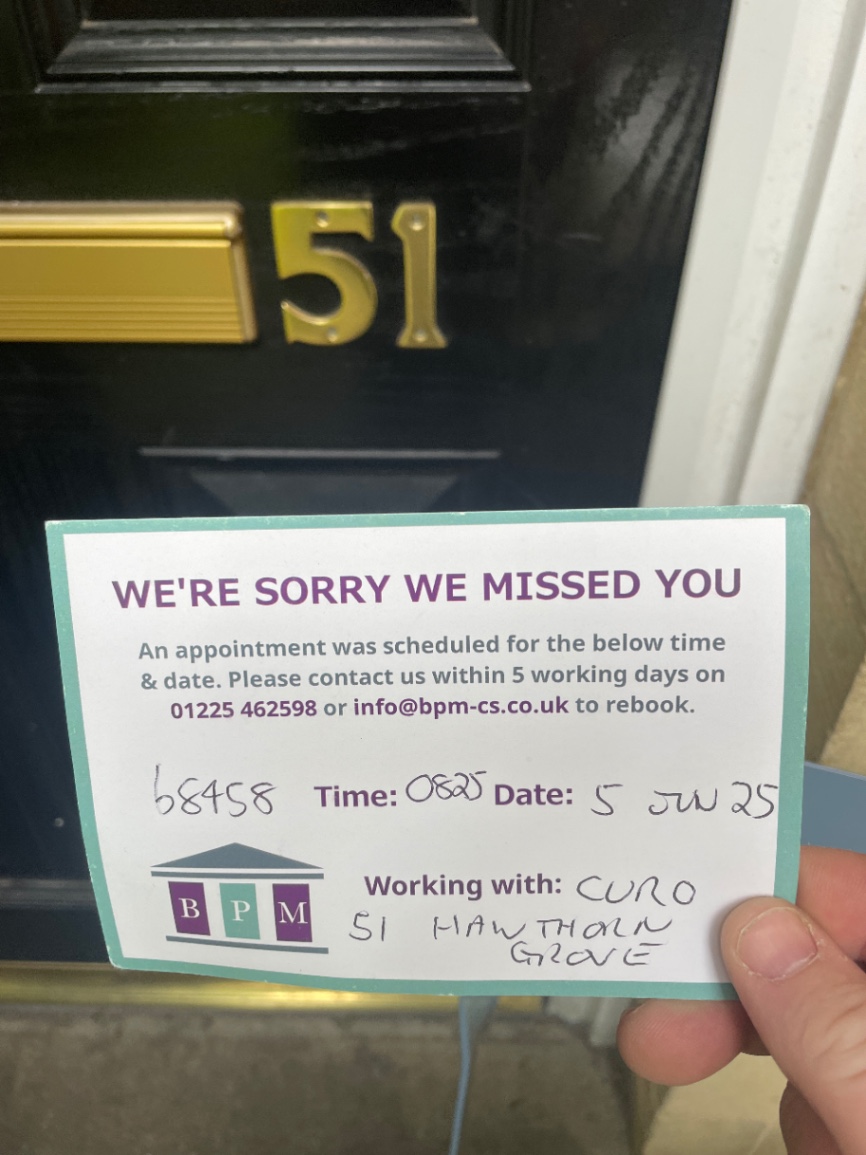 51
WE'RE SORRY WE MISSED YOU
An appointment was scheduled for the below time
& date. Please contact us within 5 working days on
01225 462598 or info@bpm-cs.co.uk to rebook.
68458 Time: 0825 Date: 5 JUN 25
BPM
Working with: CURO
51 HAWTHORN
GROVE